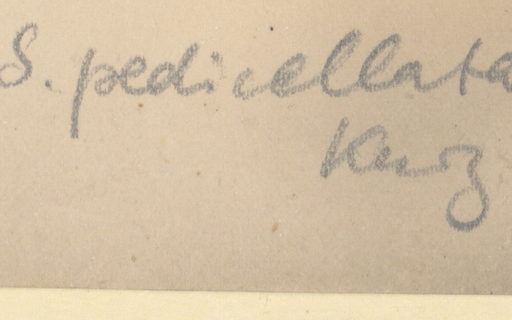 S. pedicellata
Kurz